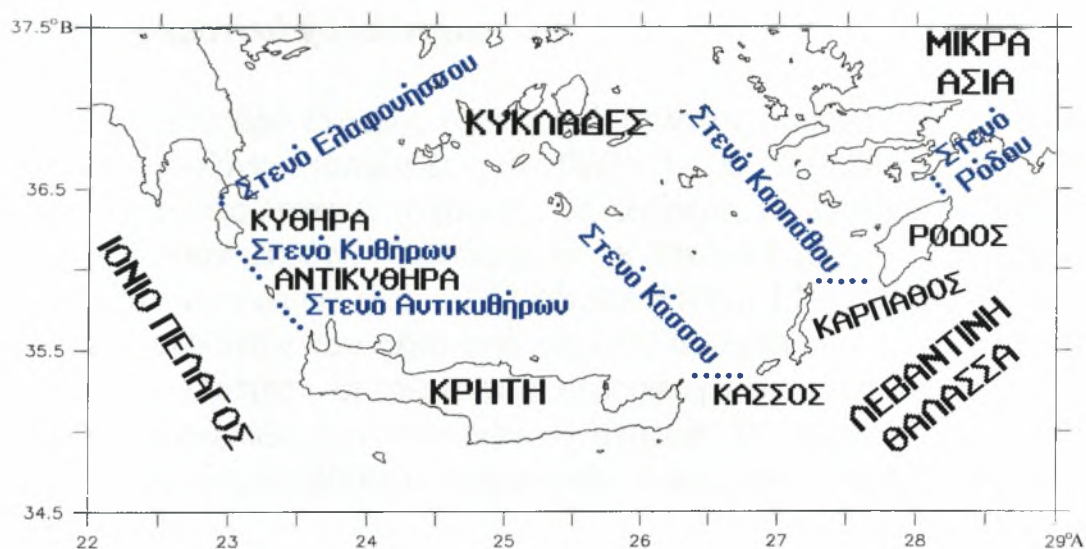 37.5°Β
36.5
35.5
34.5
22
23
24
25
26
27
28
29°Λ
ΜΙΚΡΑ
ΑΣΙΑ
Στενό Ελαφονήσσου
ΚΥΚΛΑΔΕΣ
Στενό Καρπάθου
Στενό
Ρόδου
ΚΥΘΗΡΑ
Στενό Κυθήρων
ΑΝΤΙΚΥΘΗΡΑ
Στενό Αντικυθήρων
Στενό Κάσσου
ΡΟΔΟΣ
ΚΑΡΠΑΘΟΣ
ΙΟΝΙΟ ΠΕΛΑΓΟΣ
ΚΡΗΤΗ
ΚΑΣΣΟΣ
ΛΕΒΑΝΤΙΝΗ
ΘΑΛΑΣΣΑ